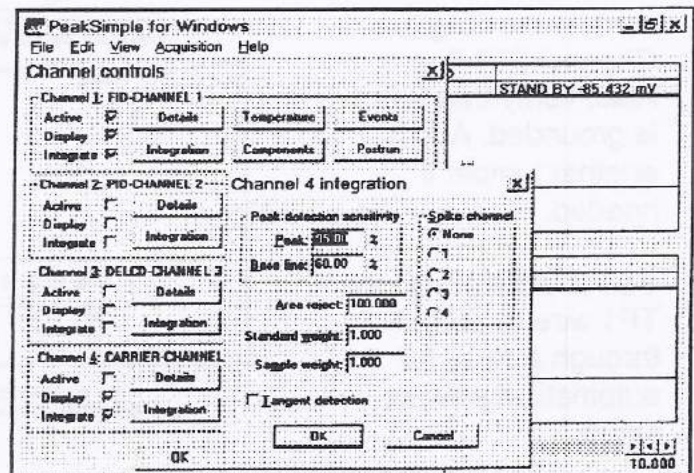 PeakSimple for Windows
File Edit View Acquisition Help
Channel controls
STAND BY -85.432 mV
Channel 1: FID-CHANNEL 1
Active Details Temperature Events
Display
Integrate Integration Components Postrun
Channel 2: PID-CHANNEL 2
Active Details
Display
Integrate Integration
Channel 3: DELCD-CHANNEL 3
Active Details
Display
Integrate Integration
Channel 4: CARRIER-CHANNEL
Active Details
Display
Integrate Integration
OK
Channel 4 integration
Peak detection sensitivity
Peak: %
Base line: 60.00 %
Area reject: 100.000
Standard weight: 1.000
Sample weight: 1.000
Tangent detection
Spike channel
None
1
2
3
4
OK Cancel
10.000